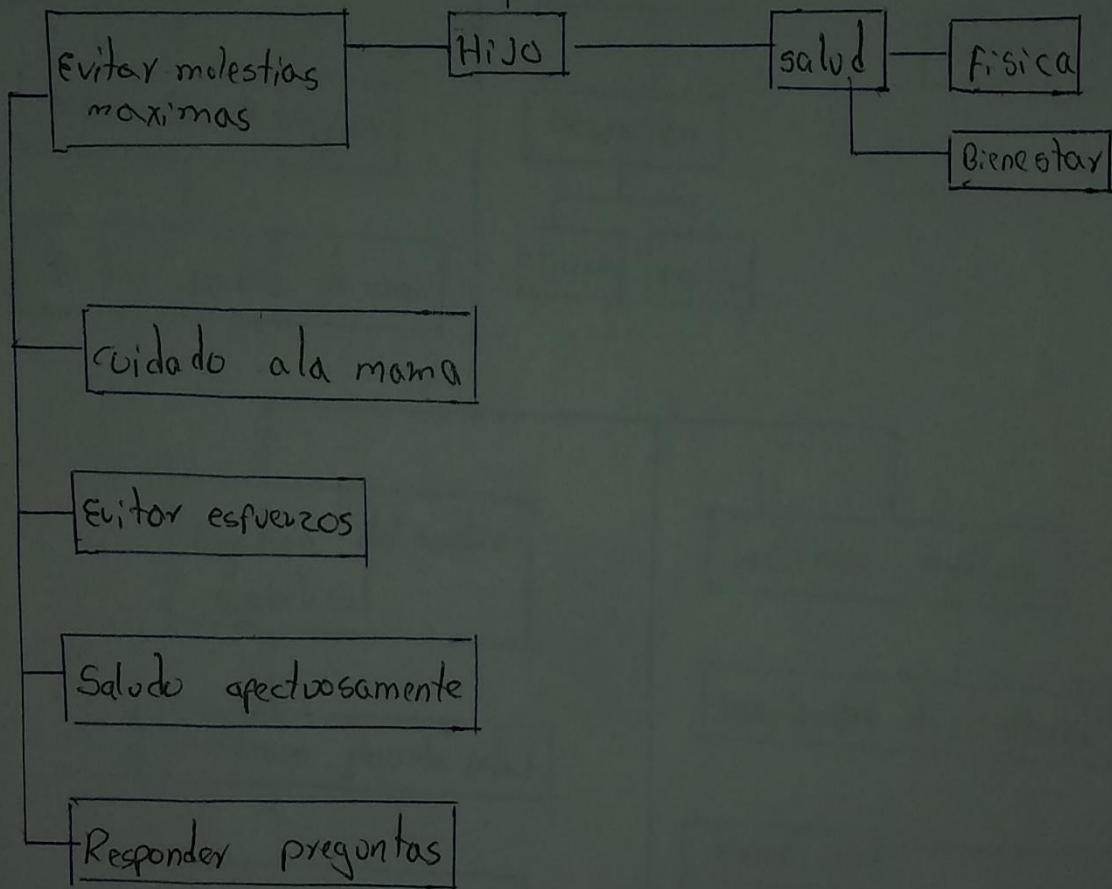 Evitar molestias
maximas
HiJo
salud
Fisica
Bienestar
cuidado ala mama
Evitar esfuerzos
Saludo afectuosamente
Responder preguntas